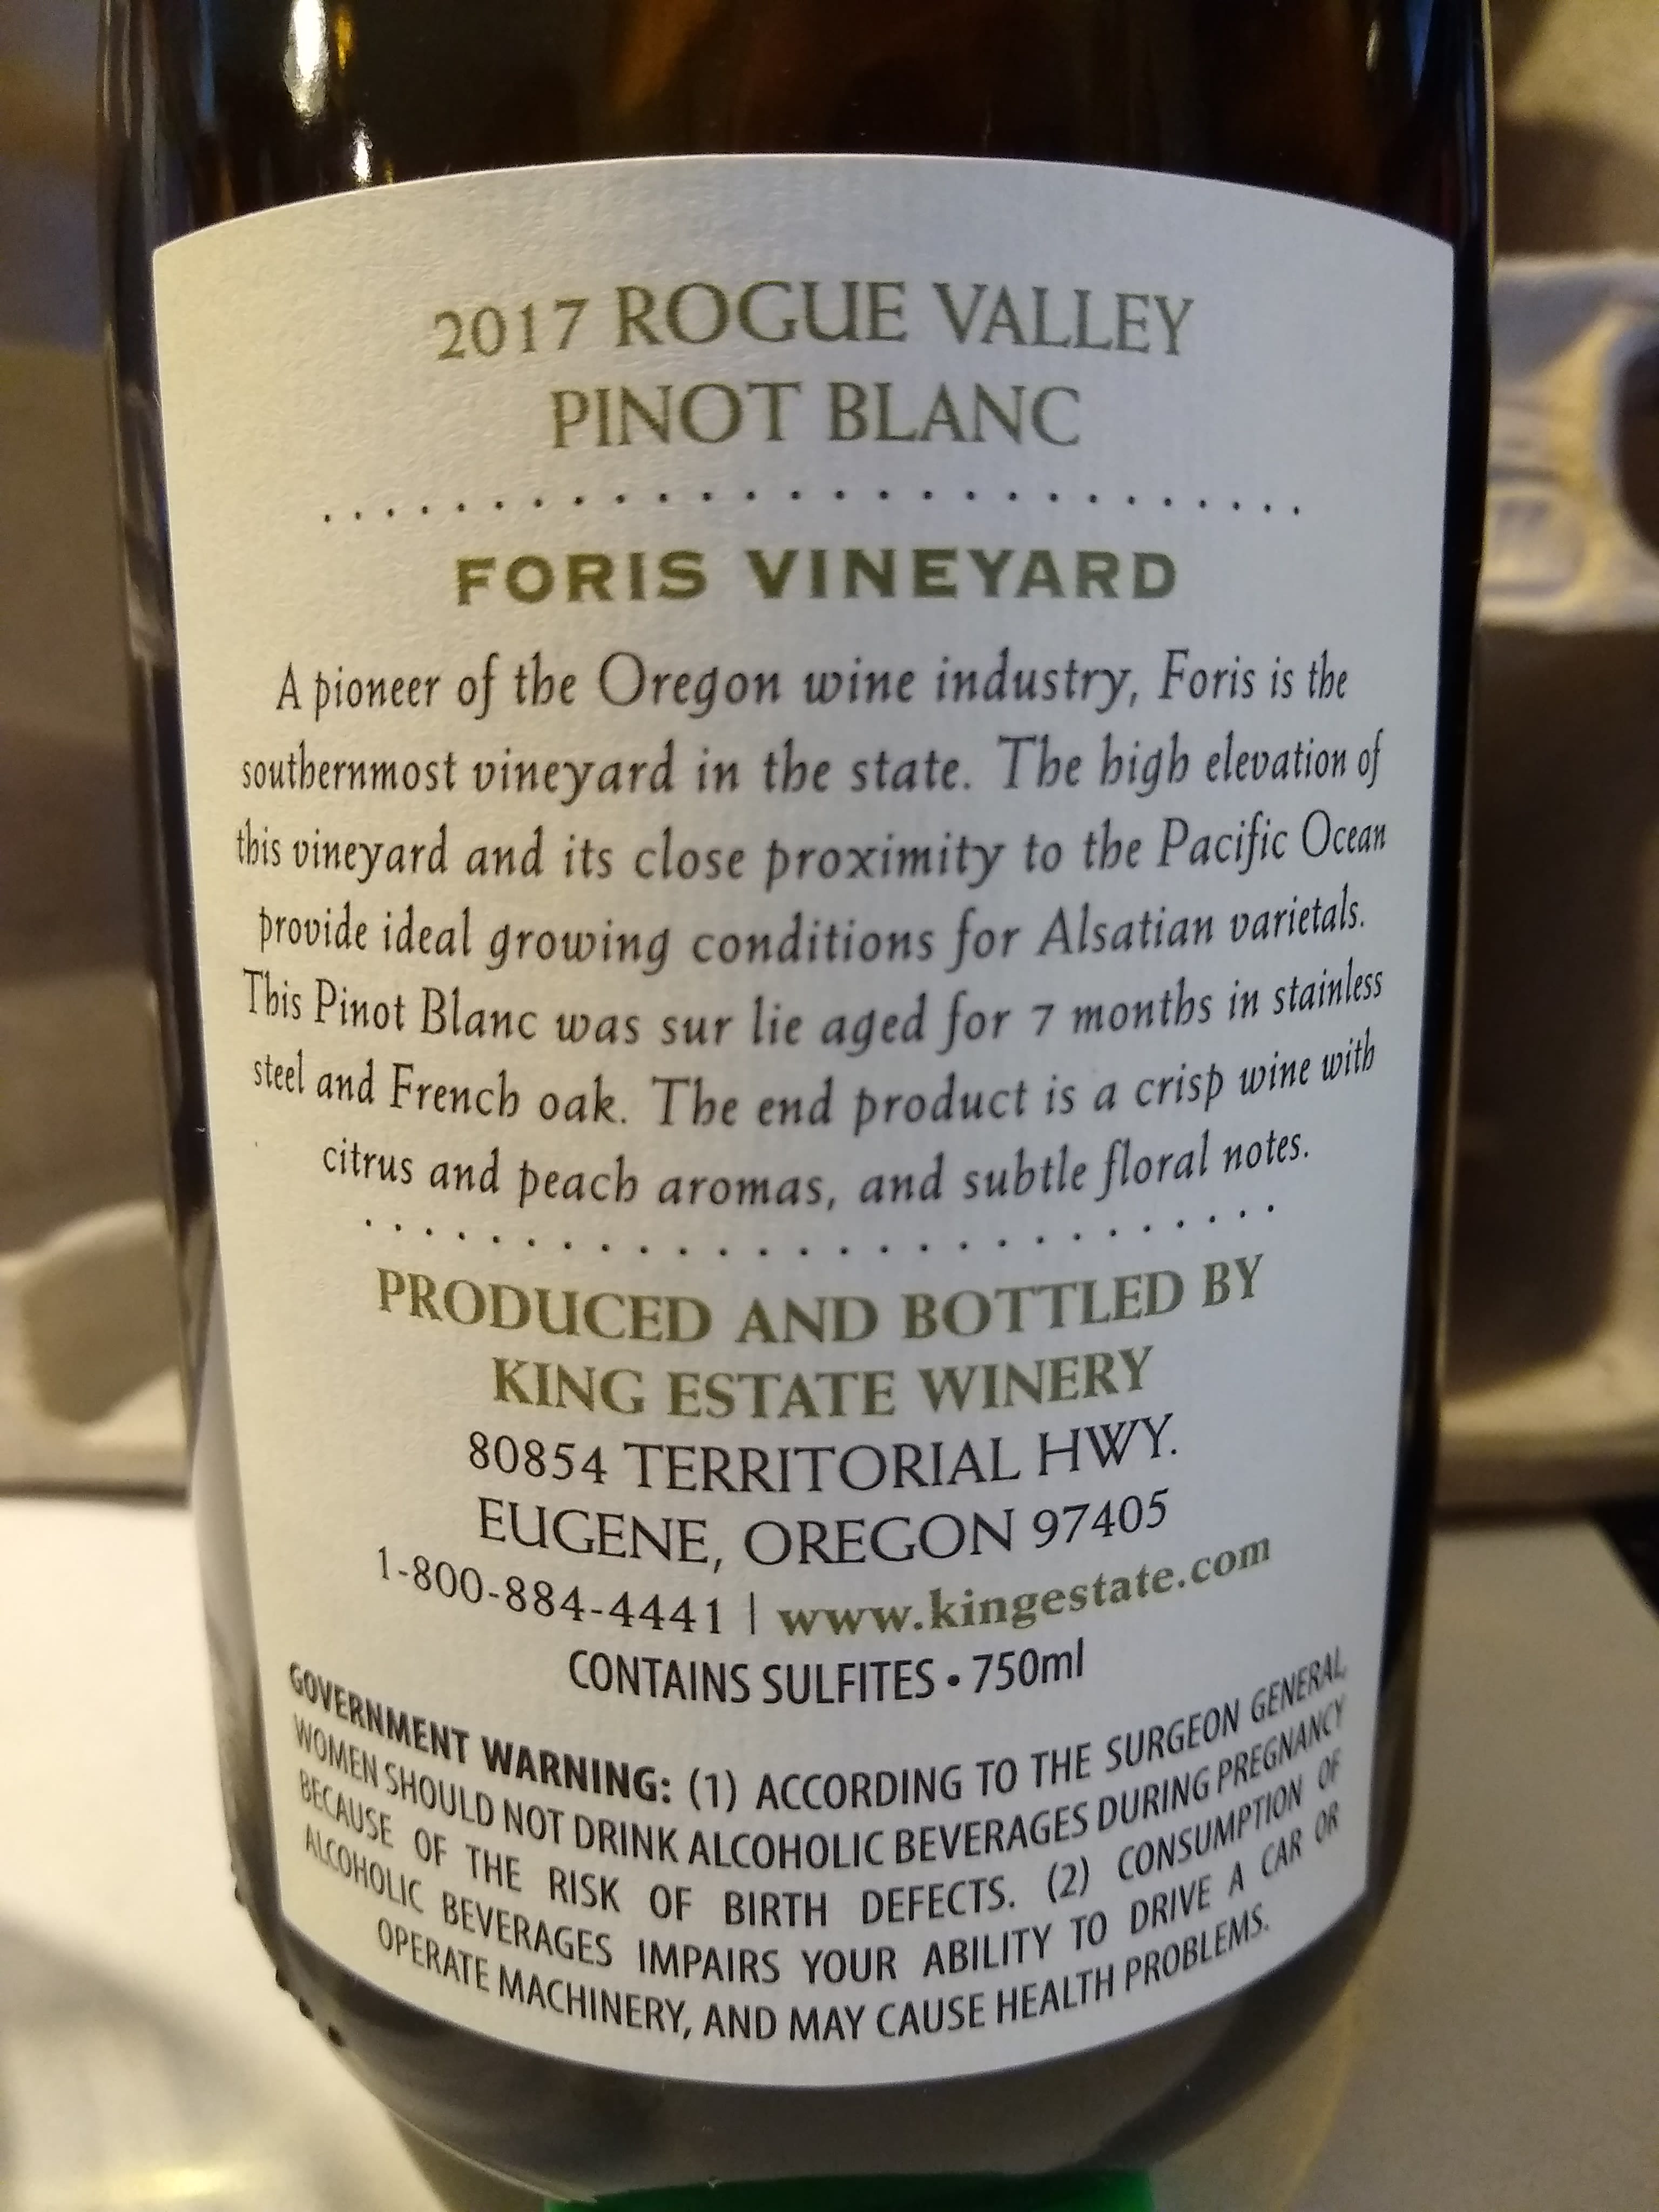 2017 ROGUE VALLEY
PINOT BLANC
FORIS VINEYARD
A pioneer of the Oregon wine industry, Foris is the
southernmost vineyard in the state. The high elevation of
this vineyard and its close proximity to the Pacific Ocean
provide ideal growing conditions for Alsatian varietals.
This Pinot Blanc was sur lie aged for 7 months in stainless
steel and French oak. The end product is a crisp wine with
citrus and peach aromas, and subtle floral notes.
PRODUCED AND BOTTLED BY
KING ESTATE WINERY
80854 TERRITORIAL HWY.
EUGENE, OREGON 97405
1-800-884-4441 | www.kingestate.com
CONTAINS SULFITES • 750ml
GOVERNMENT WARNING: (1) ACCORDING TO THE SURGEON GENERAL
WOMEN SHOULD NOT DRINK ALCOHOLIC BEVERAGES DURING PREGNANCY
BECAUSE OF THE RISK OF BIRTH DEFECTS. (2) CONSUMPTION OF
ALCOHOLIC BEVERAGES IMPAIRS YOUR ABILITY TO DRIVE A CAR OR
OPERATE MACHINERY, AND MAY CAUSE HEALTH PROBLEMS.